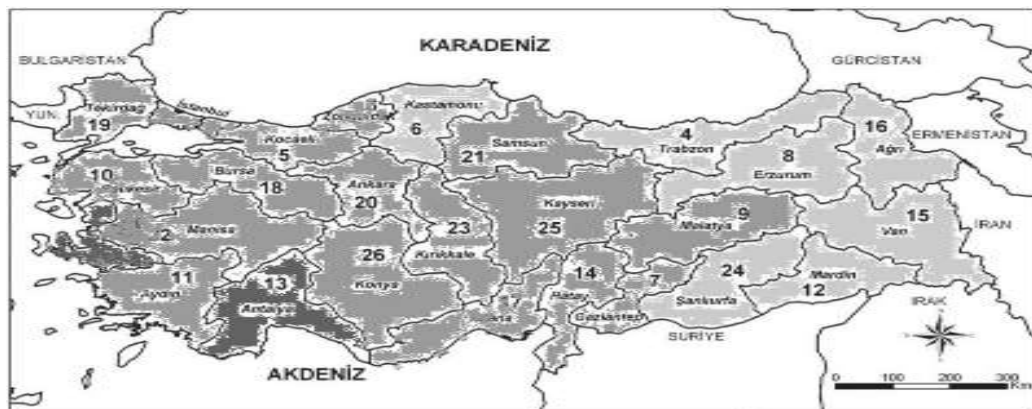 KARADENİZ
BULGARİSTAN
GÜRCİSTAN
Kastamonu
Tekirdağ
İstanbul
YUN.
19
6
4
16
ERMENİSTAN
Kocaeli
5
Samsun
21
Trabzon
8
Ağrı
10
Bursa
18
Ankara
20
Erzurum
Kayseri
25
9
Malatya
15
Van
İRAN
2
Manisa
23
Kırıkkale
26
Konya
11
Aydın
13
Antalya
14
Hatay
7
24
Şanlıurfa
Mardin
12
Gaziantep
SURİYE
IRAK
AKDENİZ
0 100 200 300
Km